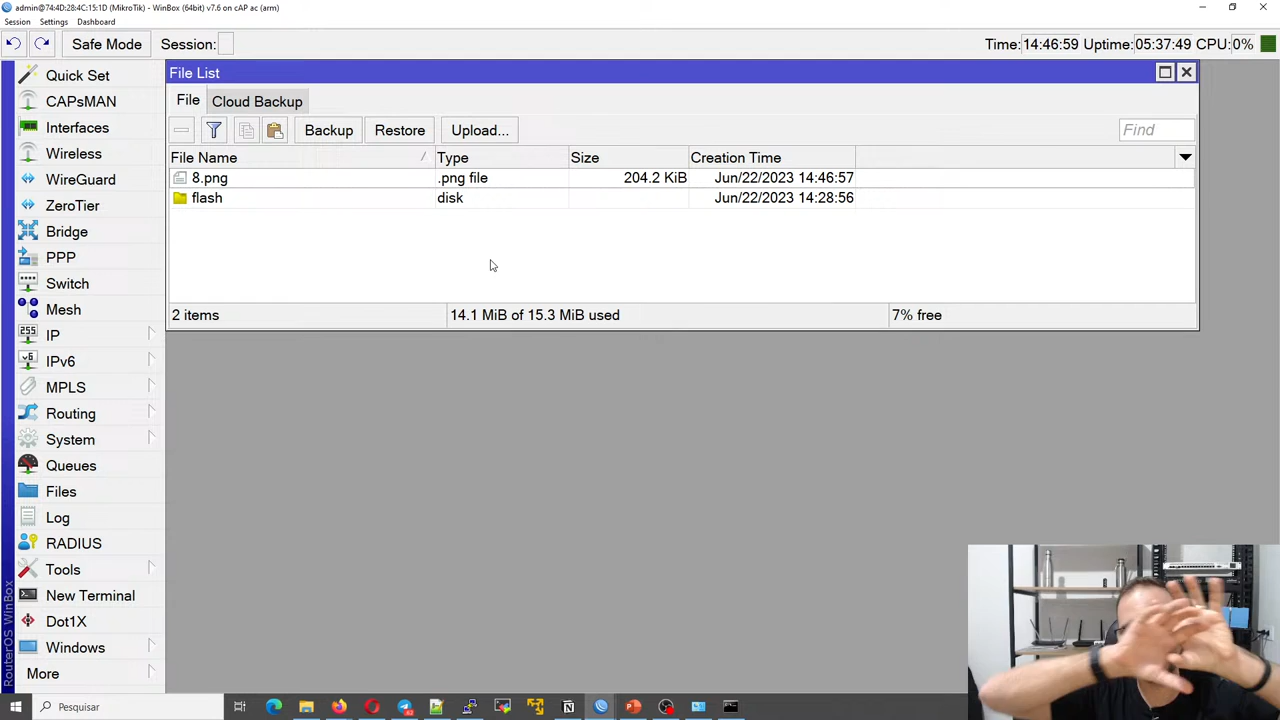 admin@74:4D:28:4C:15:1D (MikroTik) - WinBox (64bit) v7.6 on cAP ac (arm)
Session Settings Dashboard
Safe Mode Session: Time: 14:46:59 Uptime: 05:37:49 CPU: 0%
Quick Set
CAPsMAN
Interfaces
Wireless
WireGuard
ZeroTier
Bridge
PPP
Switch
Mesh
255 IP
v6 IPv6
MPLS
Routing
System
Queues
Files
Log
RADIUS
Tools
New Terminal
Dot1X
Windows
More
RouterOS WinBox
File List
File Cloud Backup
Backup Restore Upload... Find
File Name / Type Size Creation Time
8.png .png file 204.2 KiB Jun/22/2023 14:46:57
flash disk Jun/22/2023 14:28:56
2 items 14.1 MiB of 15.3 MiB used 7% free
Pesquisar